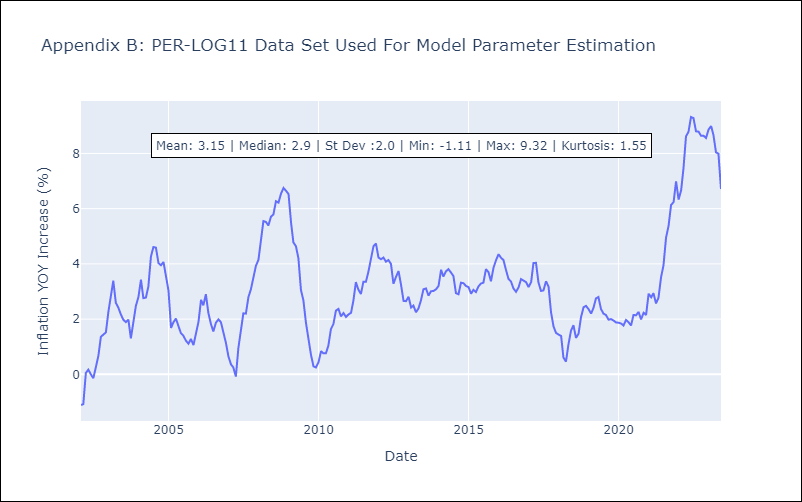 Appendix B: PER-LOG11 Data Set Used For Model Parameter Estimation
Mean: 3.15 | Median: 2.9 | St Dev :2.0 | Min: -1.11 | Max: 9.32 | Kurtosis: 1.55
Inflation YOY Increase (%)
8
6
4
2
0
2005
2010
2015
2020
Date